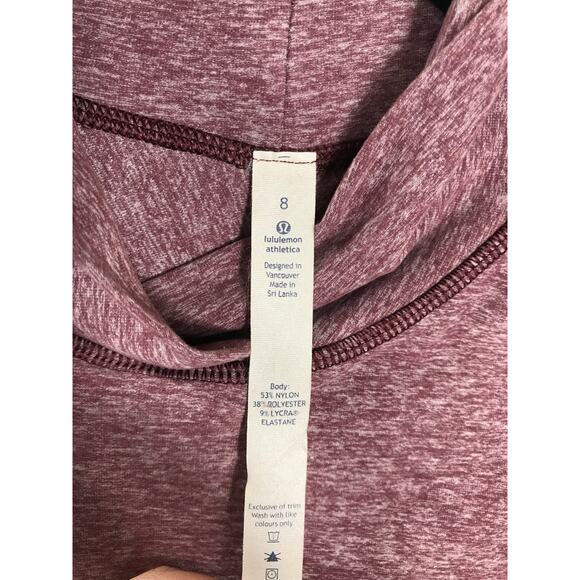 8
lululemon
athletica
Designed in
Vancouver
Made in
Sri Lanka
Body:
53% NYLON
38% POLYESTER
9% LYCRA®
ELASTANE
Exclusive of trim
Wash with like
colours only